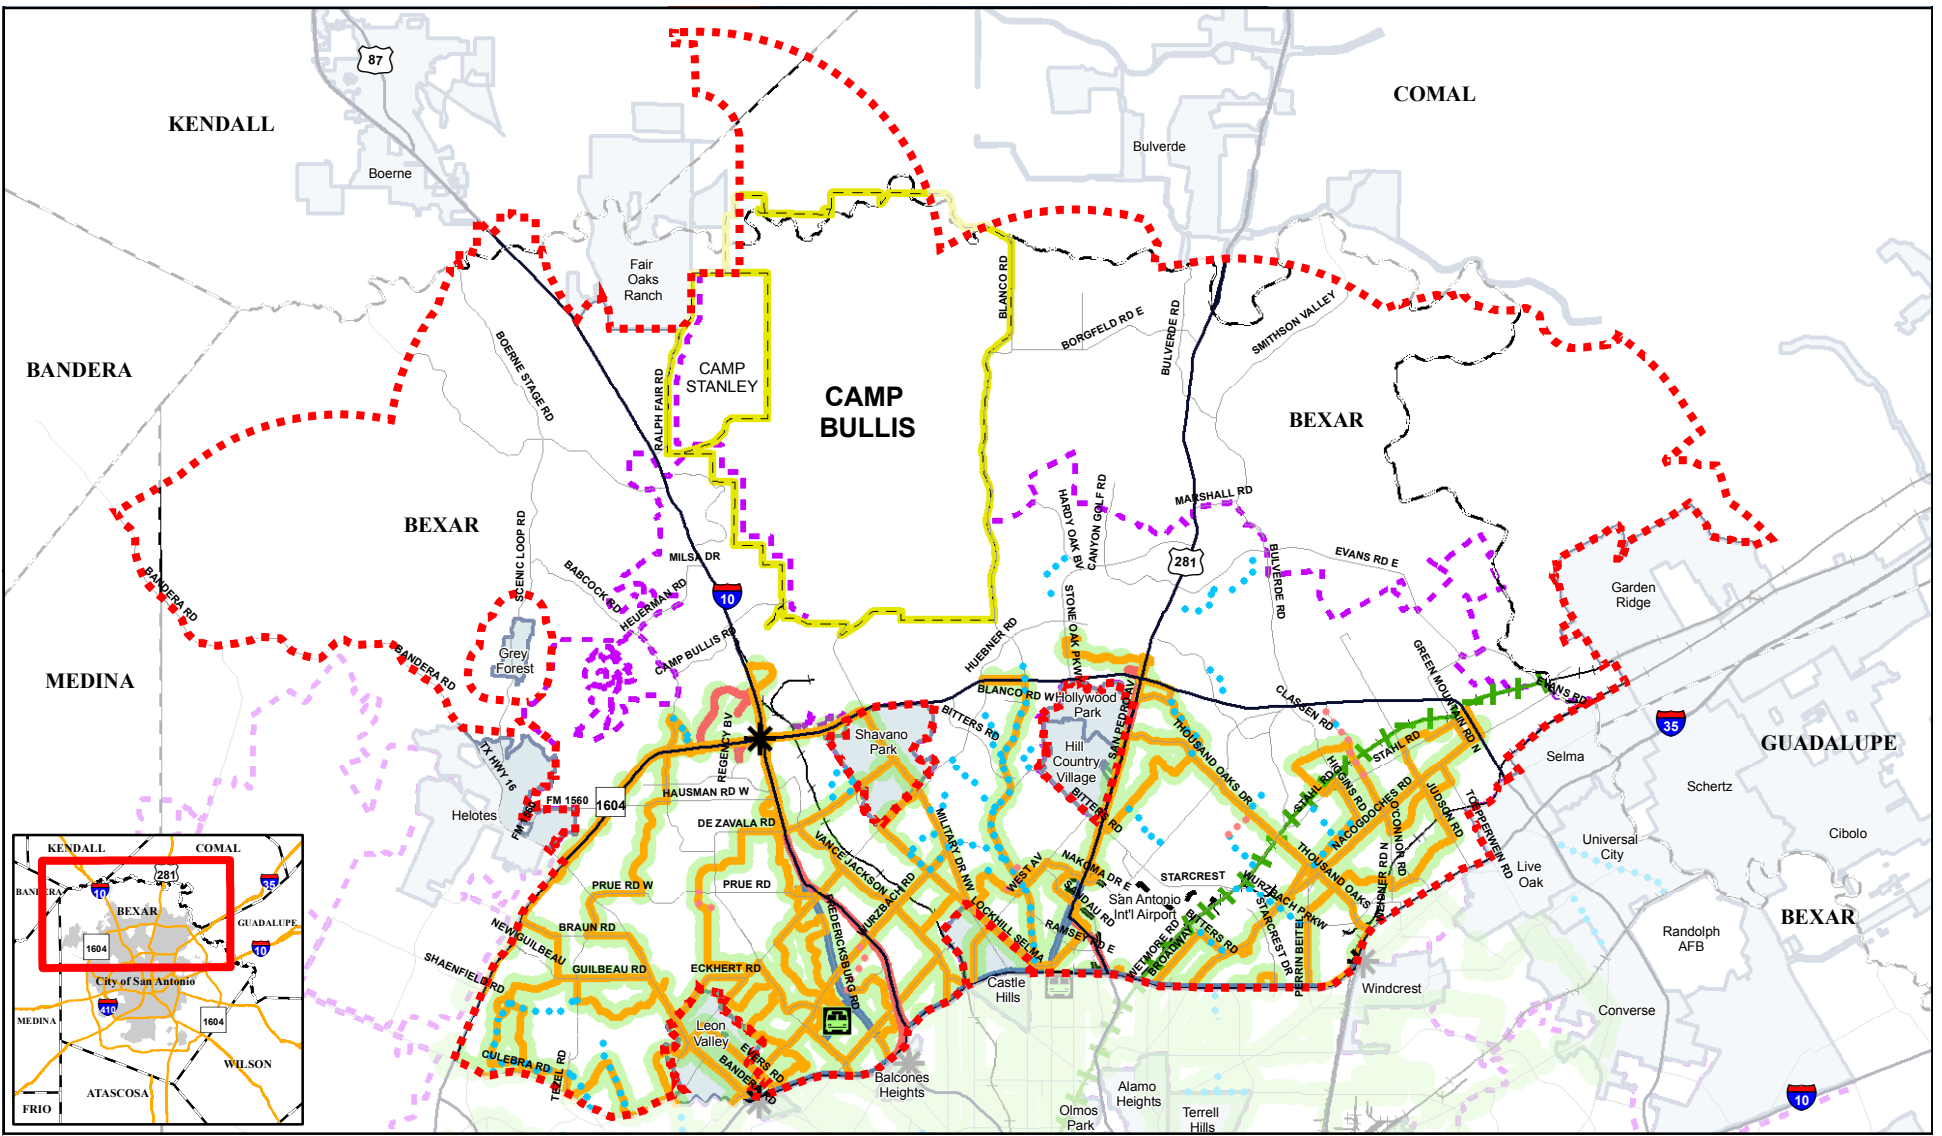 87
KENDALL
COMAL
Boerne
Bulverde
Fair
Oaks
Ranch
BLANCO RD
BORGFELD RD E
BULVERDE RD
SMITHSON VALLEY
BOERNE STAGE RD
RALPH FAIR RD
CAMP
STANLEY
CAMP
BULLIS
BANDERA
BEXAR
BEXAR
SCENIC LOOP RD
MILSA DR
BABCOCK RD
HEUERMAN RD
10
CAMP BULLIS RD
HARDY OAK BV
CANYON GOLF RD
MARSHALL RD
281
BULVERDE RD
EVANS RD E
STONE OAK PKWY
HUEBNER RD
Garden
Ridge
BANDERA RD
BANDERA RD
Grey
Forest
MEDINA
GREEN MOUNTAIN RD N
EVANS RD
CLASSEN RD
35
GUADALUPE
BLANCO RD W
Hollywood
Park
BITTERS RD
SAN PEDRO AV
Shavano
Park
REGENCY BV
Hill
Country
Village
BITTERS RD
THOUSAND OAKS DR
STAHL RD
STAHL RD
HIGGINS RD
NACOGDOCHES RD
OCONNOR RD
JUDSON RD
TOEPPERWEIN RD
Selma
Schertz
Cibolo
Universal
City
Live
Oak
TX HWY 16
Helotes
FM 1560
FM 1560
1604
HAUSMAN RD W
DE ZAVALA RD
VANCE JACKSON
MILITARY DR NW
WURZBACH RD
WEST AV
NAKOMA DR E
SANDAU RD
STARCREST
San Antonio
Int'l Airport
WURZBACH PRKW
THOUSAND OAKS
WEIDNER RD N
STARCREST DR
PERRIN BEITEL
BITTERS RD
WETMORE RD
BROADWAY
RAMSEY RD E
LOCKHILL SELMA
Castle
Hills
PRUE RD W
PRUE RD
FREDERICKSBURG RD
BRAUN RD
NEW GUILBEAU
GUILBEAU RD
ECKHERT RD
SHAENFIELD RD
CULEBRA RD
TEZEL RD
Leon
Valley
EVERS RD
BANDERA RD
Balcones
Heights
Olmos
Park
Alamo
Heights
Terrell
Hills
Windcrest
Converse
Randolph
AFB
BEXAR
10
KENDALL
COMAL
281
10
35
BANDERA
BEXAR
GUADALUPE
1604
10
City of San Antonio
410
1604
MEDINA
WILSON
ATASCOSA
FRIO